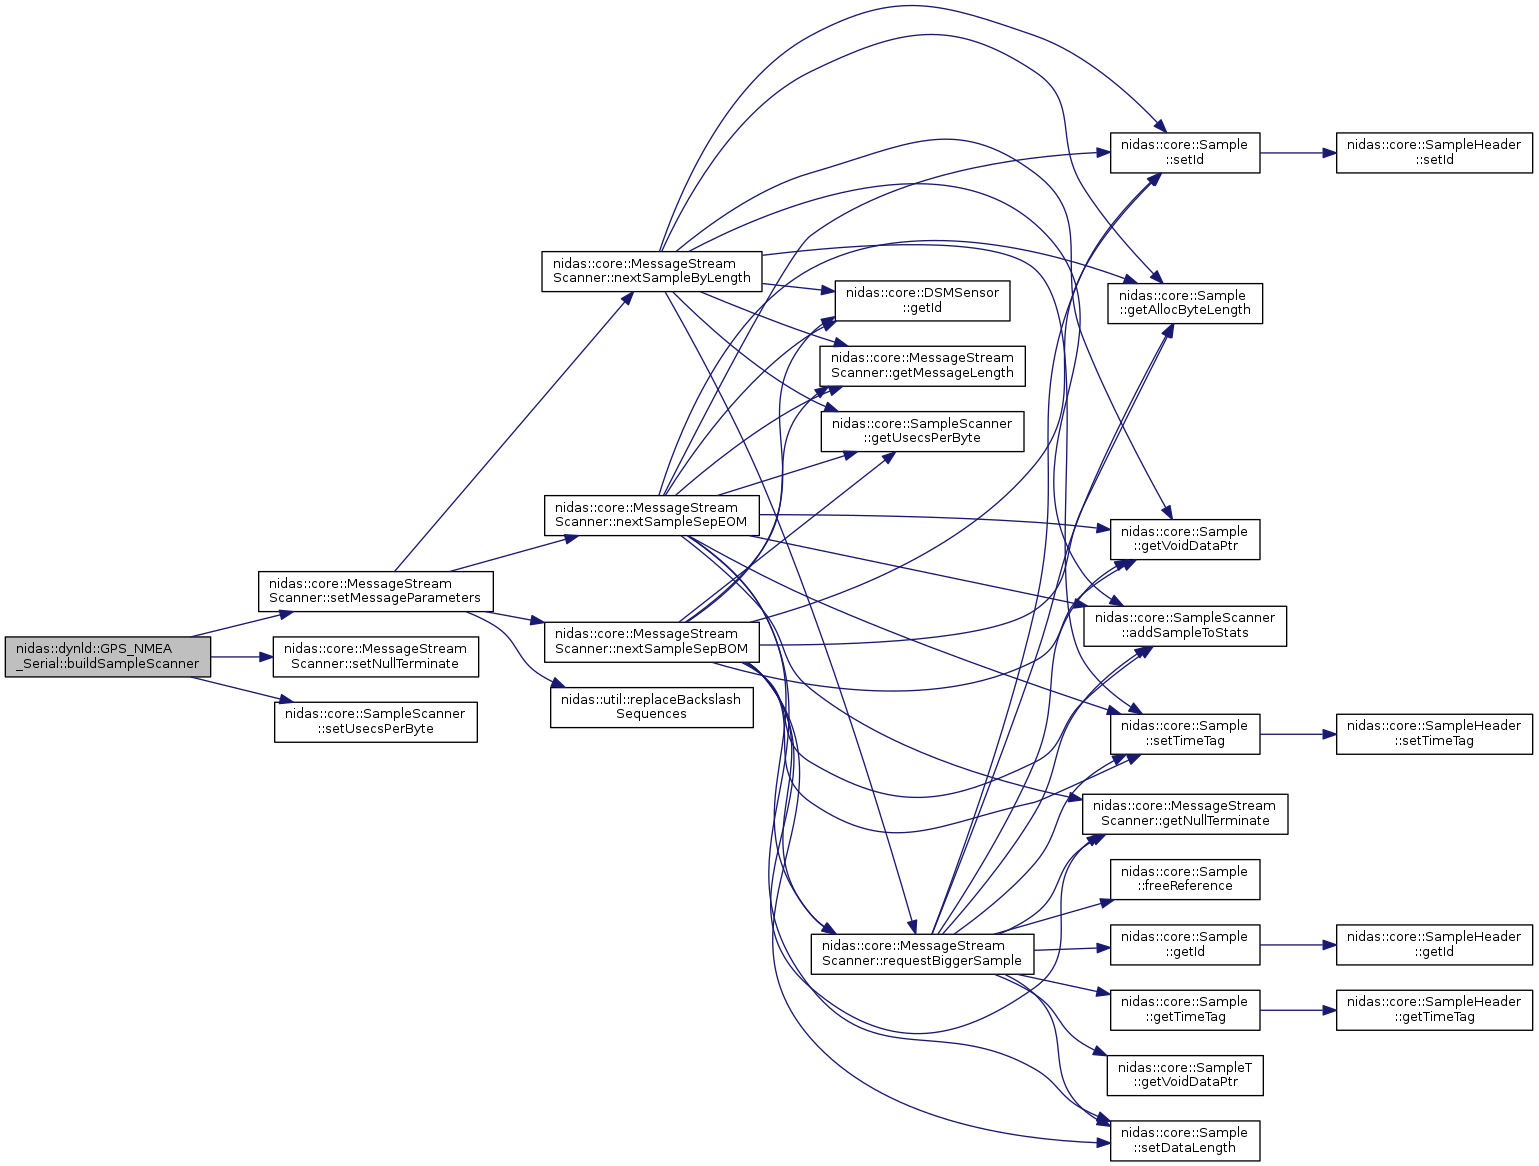 nidas::dynld::GPS_NMEA
_Serial::buildSampleScanner
nidas::core::MessageStream
Scanner::setMessageParameters
nidas::core::MessageStream
Scanner::setNullTerminate
nidas::core::SampleScanner
::setUsecsPerByte
nidas::core::MessageStream
Scanner::nextSampleByLength
nidas::core::MessageStream
Scanner::nextSampleSepEOM
nidas::core::MessageStream
Scanner::nextSampleSepBOM
nidas::util::replaceBackslash
Sequences
nidas::core::DSMSensor
::getId
nidas::core::MessageStream
Scanner::getMessageLength
nidas::core::SampleScanner
::getUsecsPerByte
nidas::core::MessageStream
Scanner::requestBiggerSample
nidas::core::Sample
::setId
nidas::core::Sample
::getAllocByteLength
nidas::core::Sample
::getVoidDataPtr
nidas::core::SampleScanner
::addSampleToStats
nidas::core::Sample
::setTimeTag
nidas::core::MessageStream
Scanner::getNullTerminate
nidas::core::Sample
::freeReference
nidas::core::Sample
::getId
nidas::core::Sample
::getTimeTag
nidas::core::SampleT
::getVoidDataPtr
nidas::core::Sample
::setDataLength
nidas::core::SampleHeader
::setId
nidas::core::SampleHeader
::setTimeTag
nidas::core::SampleHeader
::getId
nidas::core::SampleHeader
::getTimeTag